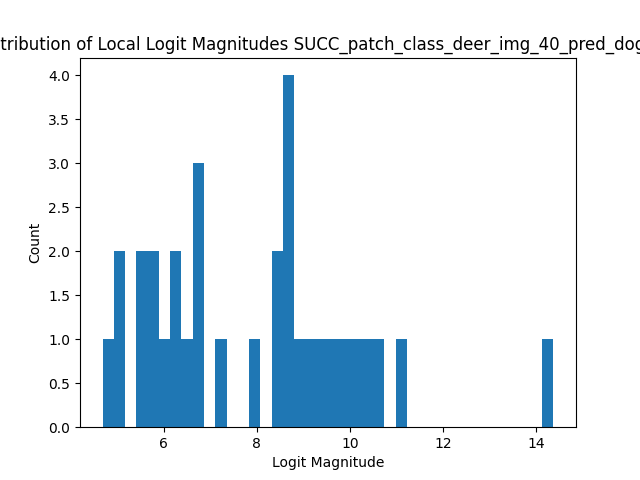 tribution of Local Logit Magnitudes SUCC_patch_class_deer_img_40_pred_dog
4.0
3.5
3.0
2.5
2.0
1.5
1.0
0.5
0.0
Count
6 8 10 12 14
Logit Magnitude